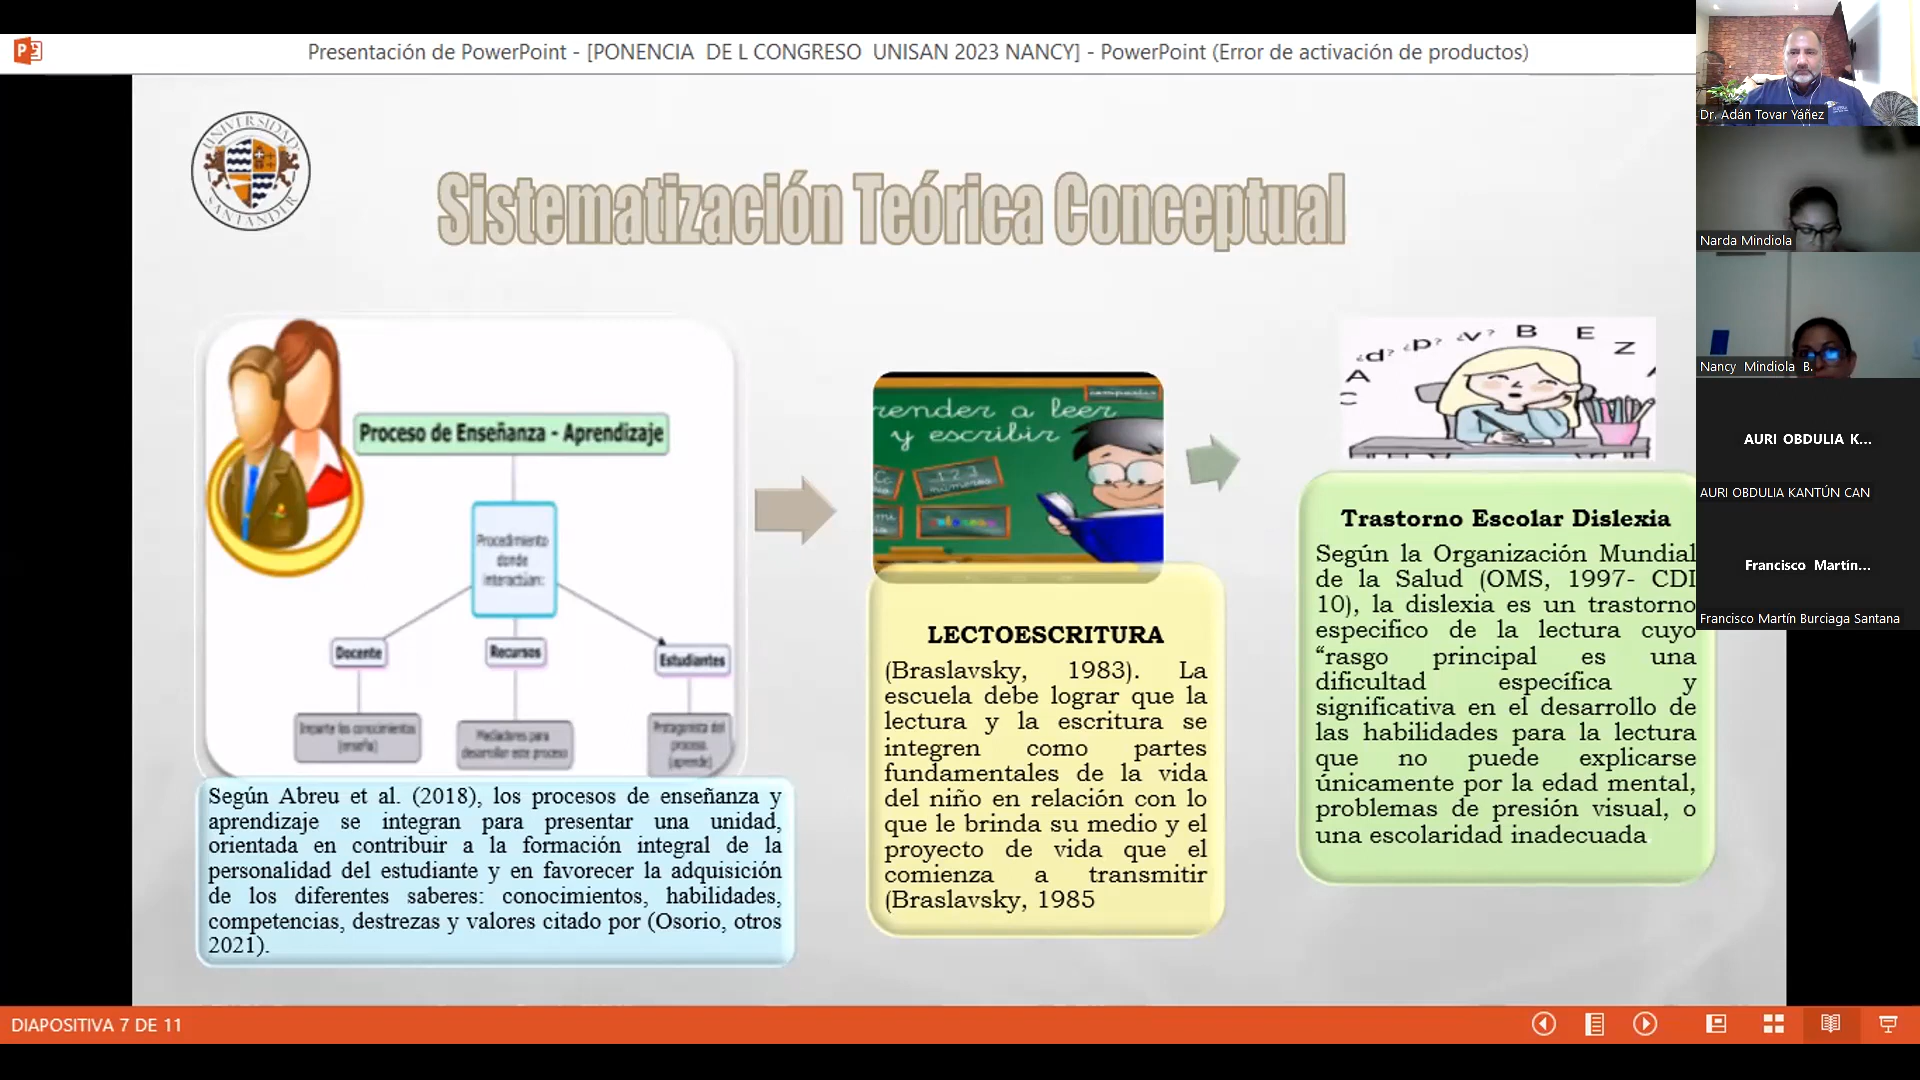 Presentación de PowerPoint - [PONENCIA DE L CONGRESO UNISAN 2023 NANCY] - PowerPoint (Error de activación de productos)
UNIVERSIDAD
SANTANDER
Sistematización Teórica Conceptual
Proceso de Enseñanza - Aprendizaje
Procedimiento
donde
interactúan:
Docente
Recursos
Estudiantes
Imparte los conocimientos
(enseña)
Mediadores para
desarrollar este proceso
Protagonista del
proceso.
(aprende)
Según Abreu et al. (2018), los procesos de enseñanza y
aprendizaje se integran para presentar una unidad,
orientada en contribuir a la formación integral de la
personalidad del estudiante y en favorecer la adquisición
de los diferentes saberes: conocimientos, habilidades,
competencias, destrezas y valores citado por (Osorio, otros
2021).
render a leer
y escribir
Cc
1 2 3
números
mi
LECTOESCRITURA
(Braslavsky, 1983). La
escuela debe lograr que la
lectura y la escritura se
integren como partes
fundamentales de la vida
del niño en relación con lo
que le brinda su medio y el
proyecto de vida que el
comienza a transmitir
(Braslavsky, 1985
A C ¿d? ¿p? ¿v? B E Z
Trastorno Escolar Dislexia
Según la Organización Mundial
de la Salud (OMS, 1997- CDI
10), la dislexia es un trastorno
especifico de la lectura cuyo
“rasgo principal es una
dificultad específica y
significativa en el desarrollo de
las habilidades para la lectura
que no puede explicarse
únicamente por la edad mental,
problemas de presión visual, o
una escolaridad inadecuada
Dr. Adán Tovar Yáñez
Narda Mindiola
Nancy Mindiola B.
AURI OBDULIA K...
AURI OBDULIA KANTÚN CAN
Francisco Martín...
Francisco Martín Burciaga Santana
DIAPOSITIVA 7 DE 11